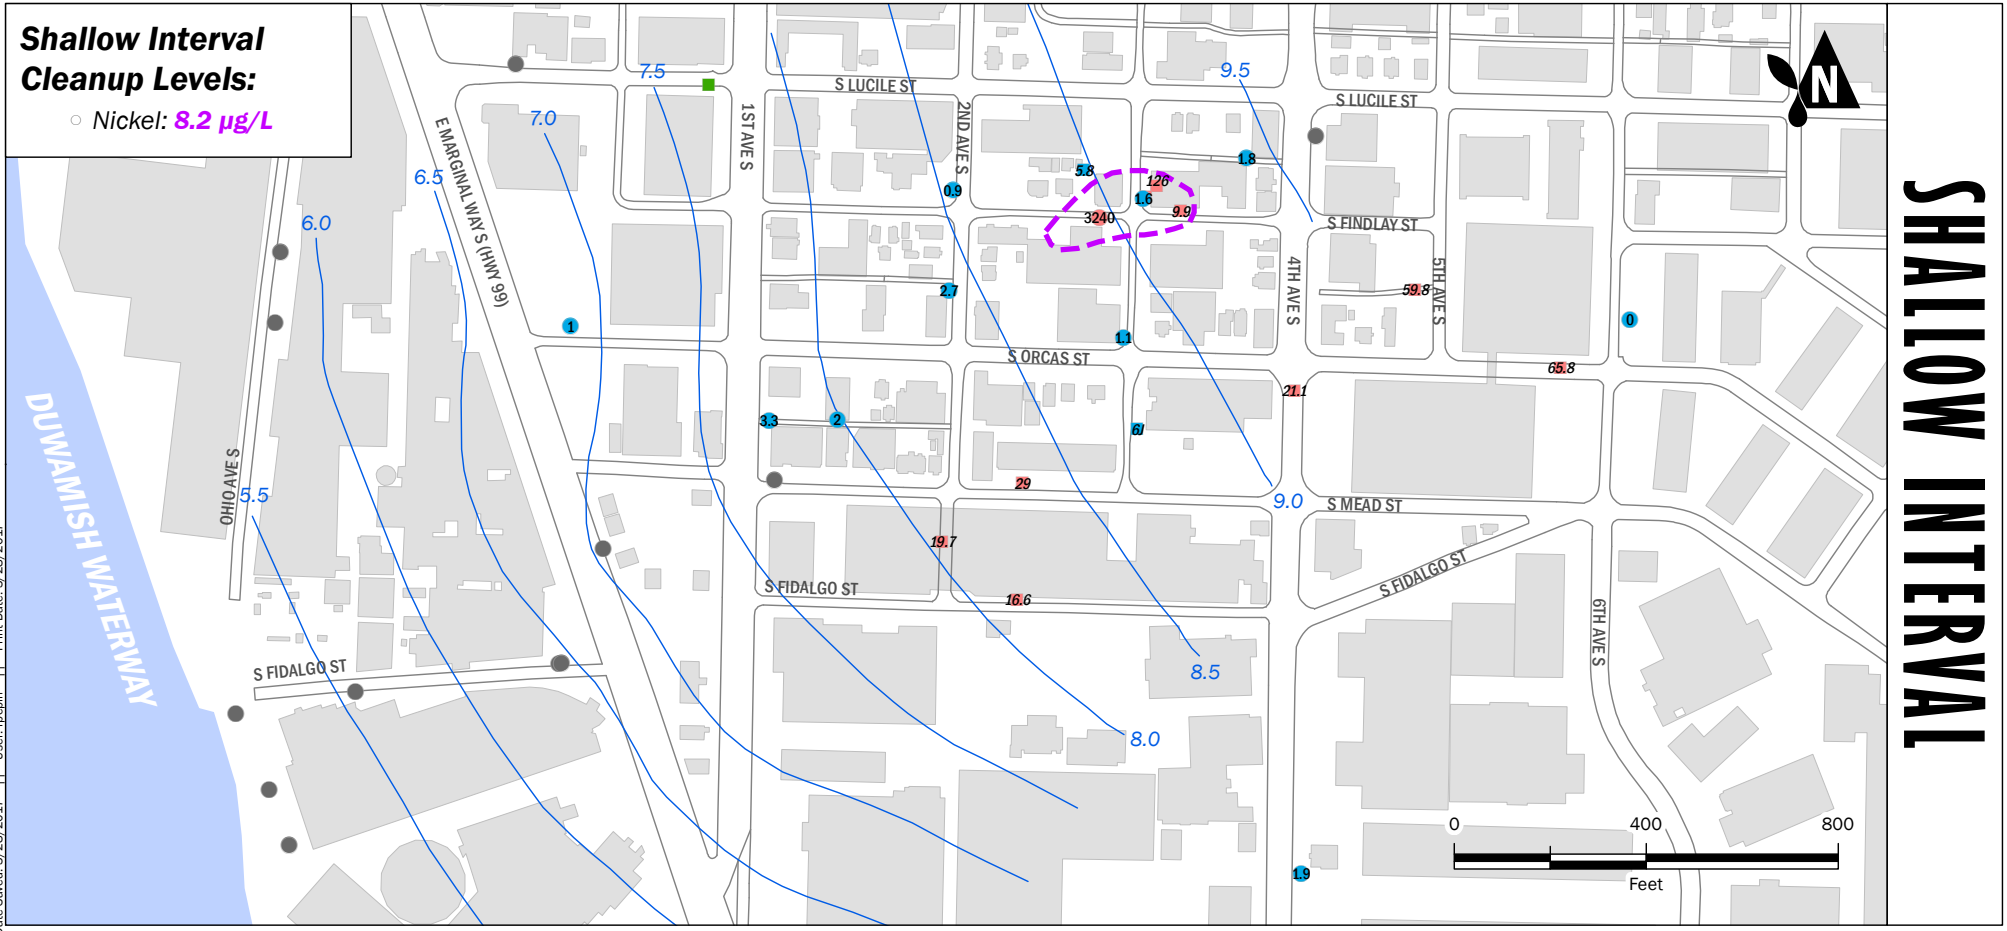 Shallow Interval
Cleanup Levels:
Nickel: 8.2 µg/L
N
SHALLOW INTERVAL
7.5
9.5
S LUCILE ST
S LUCILE ST
7.0
1ST AVE S
2ND AVE S
E MARGINAL WAY S (HWY 99)
6.5
5.8
1.8
126
0.9
1.6
9.9
3240
6.0
S FINDLAY ST
4TH AVE S
5TH AVE S
2.7
59.8
1
0
1.1
S ORCAS ST
65.8
21.1
3.3
2
DUWAMISH WATERWAY
OHIO AVE S
5.5
29
9.0
S MEAD ST
19.7
S FIDALGO ST
S FIDALGO ST
16.6
6TH AVE S
S FIDALGO ST
8.5
8.0
0
400
800
Feet
1.9